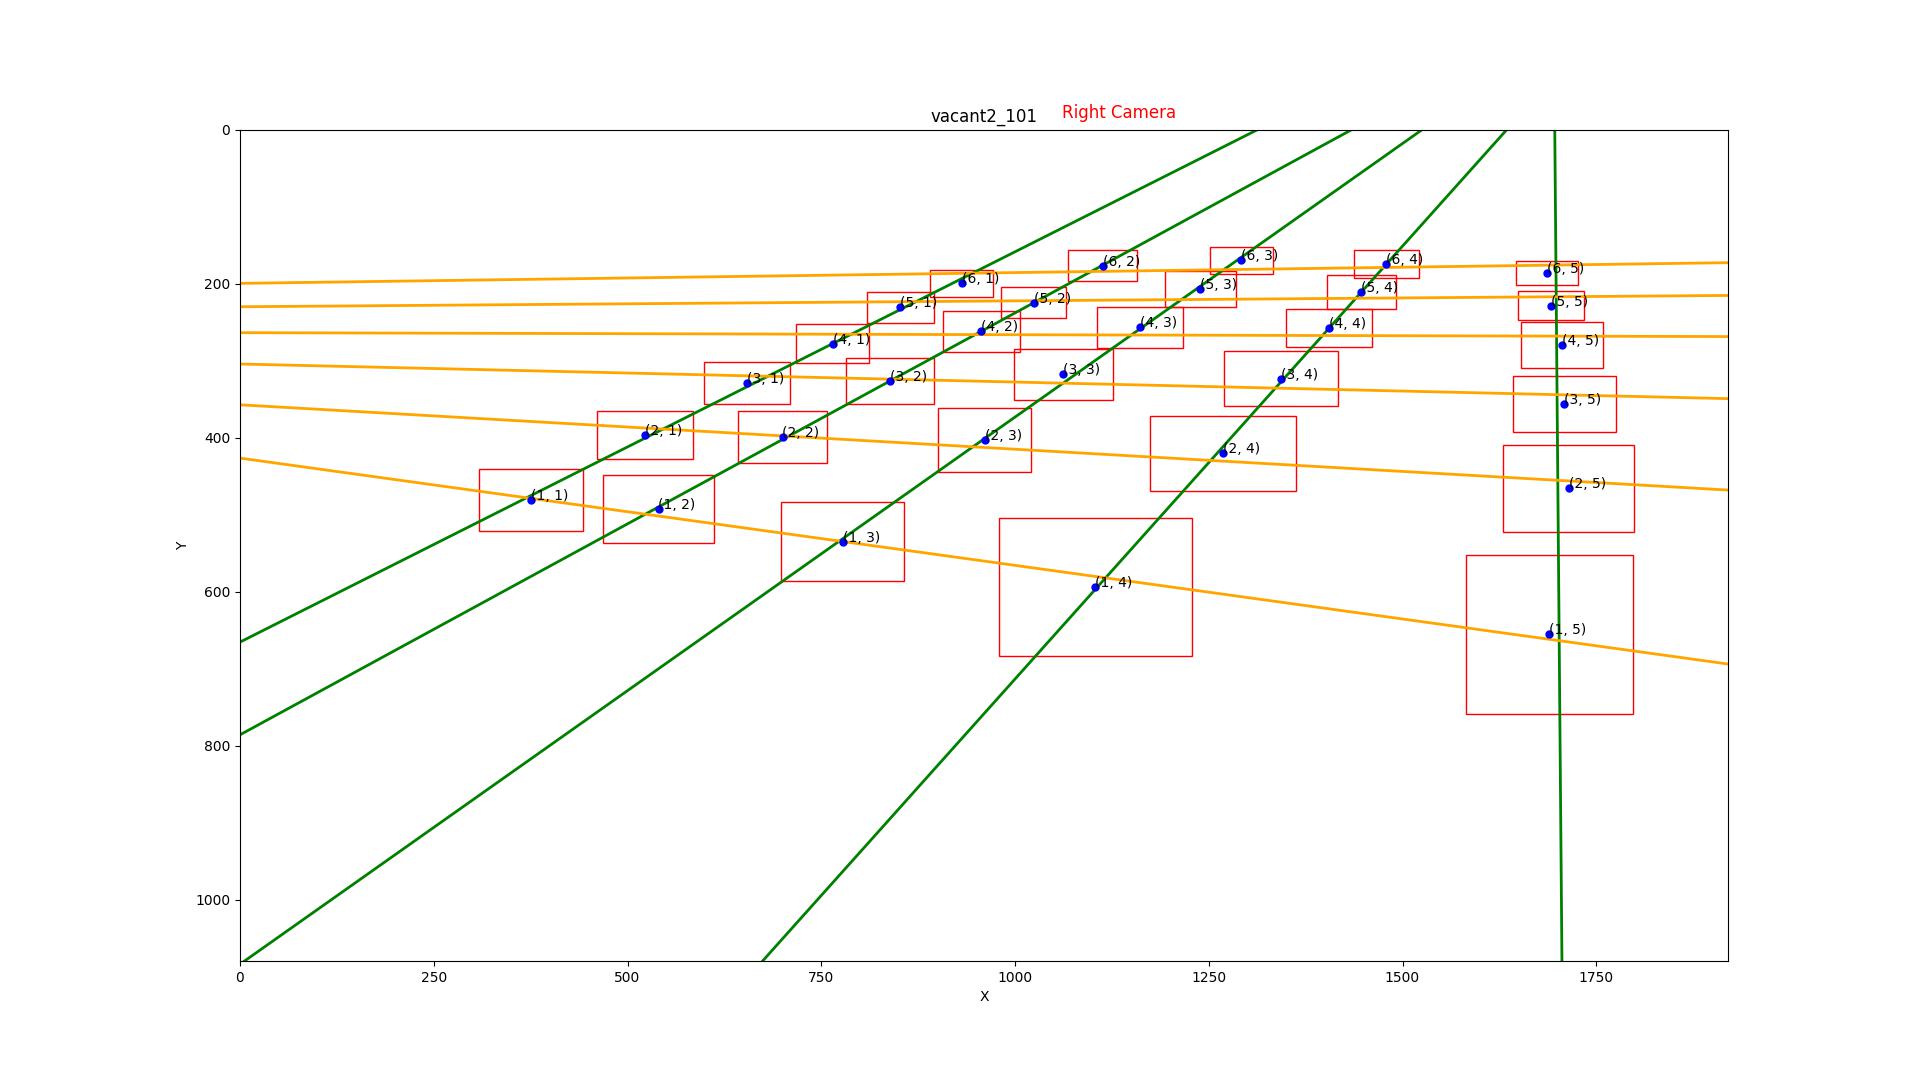 vacant2_101 Right Camera
0
(6, 3)
(6, 2) (6, 4)
(6, 5)
200
(6, 1)
(5, 3) (5, 4)
(5, 1) (5, 2) (5, 5)
(4, 2) (4, 3) (4, 4)
(4, 1) (4, 5)
(3, 1) (3, 2) (3, 3) (3, 4)
(3, 5)
400
(2, 1) (2, 2) (2, 3) (2, 4)
(2, 5)
(1, 1) (1, 2)
(1, 3)
Y
600
(1, 4)
(1, 5)
800
1000
0 250 500 750 1000 1250 1500 1750
X